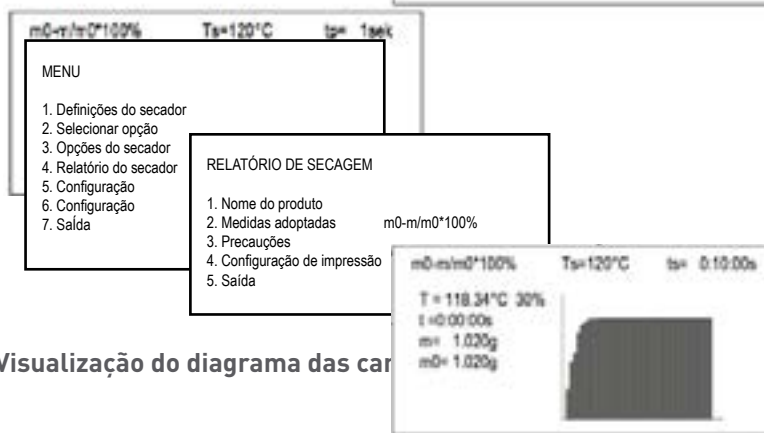 m0-m/m0*100% Ts=120°C tp= 1sek
MENU
1. Definições do secador
2. Selecionar opção
3. Opções do secador
4. Relatório do secador
5. Configuração
6. Configuração
7. Saída
RELATÓRIO DE SECAGEM
1. Nome do produto
2. Medidas adoptadas m0-m/m0*100%
3. Precauções
4. Configuração de impressão
5. Saída
m0-m/m0*100% Ts=120°C ts= 0:10:00s
T = 118.34°C 30%
t =0:00:00s
m= 1.020g
m0= 1.020g
Visualização do diagrama das